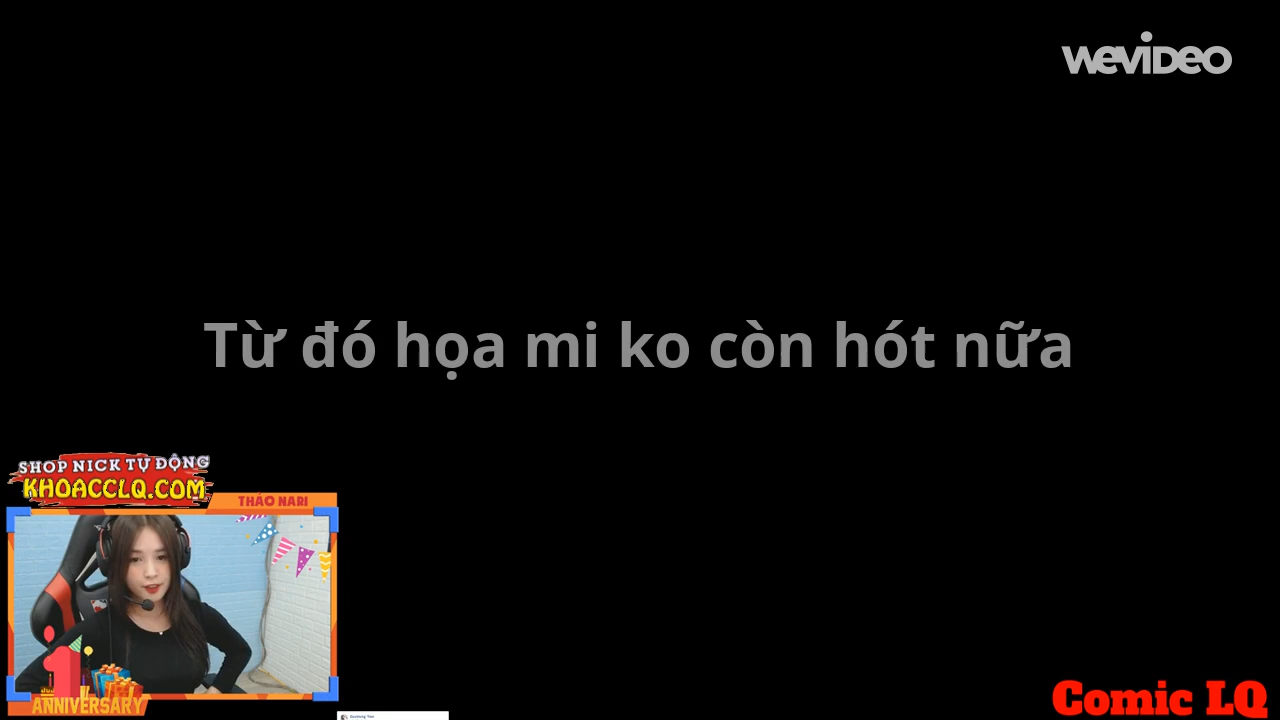 wevideo
Từ đó họa mi ko còn hót nữa
SHOP NICK TỰ ĐỘNG
KHOACCLQ.COM
THẢO NARI
1
ANNIVERSARY
Comic LQ